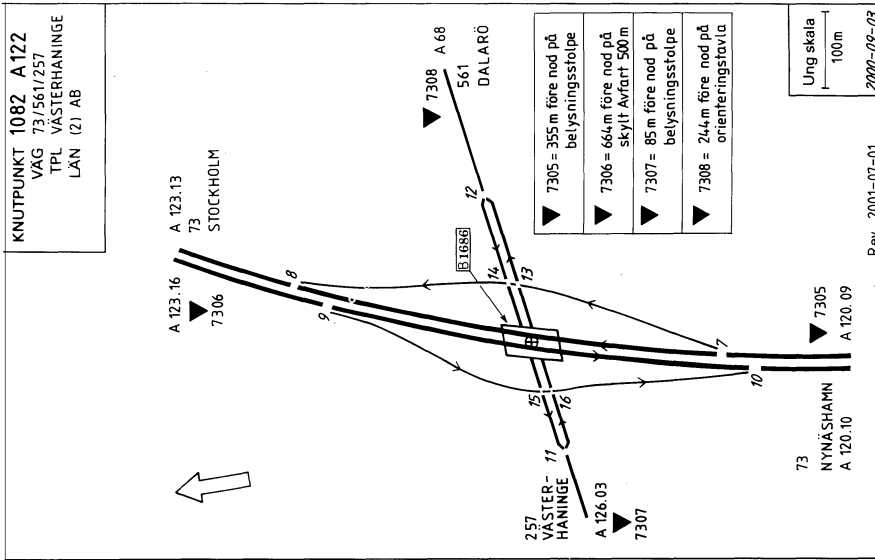 KNUTPUNKT 1082 A122
VÄG 73/561/257
TPL VÄSTERHANINGE
LÄN (2) AB
A 123.16
7306
A 123.13
73
STOCKHOLM
7308
A 68
561
DALARÖ
8
9
12
B1686
14
13
15
16
11
7
10
257
VÄSTER-
HANINGE
A 126.03
7307
73
NYNÄSHAMN
A 120.10
7305
A 120.09
7305 = 355 m före nod på
belysningsstolpe
7306 = 664 m före nod på
skylt Avfart 500 m
7307 = 85 m före nod på
belysningsstolpe
7308 = 244 m före nod på
orienteringstavla
Ung skala
100m
Rev. 2001-07-01
2000-09-03